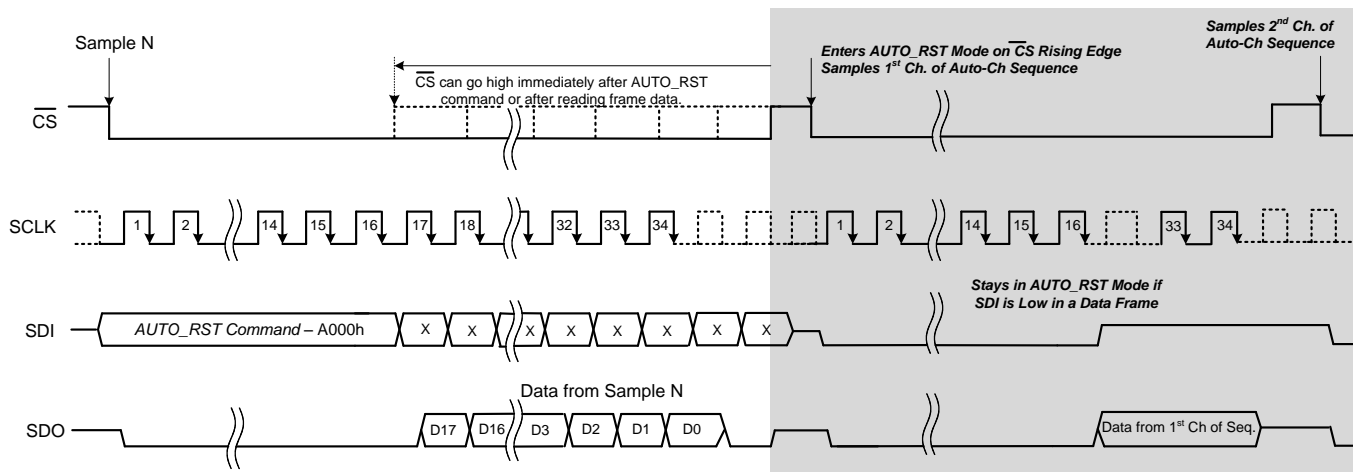 Sample N
CS can go high immediately after AUTO_RST
command or after reading frame data.
Enters AUTO_RST Mode on CS Rising Edge
Samples 1st Ch. of Auto-Ch Sequence
Samples 2nd Ch. of
Auto-Ch Sequence
CS
SCLK
1 2 14 15 16 17 18 32 33 34 1 2 14 15 16 33 34
Stays in AUTO_RST Mode if
SDI is Low in a Data Frame
SDI
AUTO_RST Command – A000h X X X X X X X X
Data from Sample N
SDO
D17 D16 D3 D2 D1 D0 Data from 1st Ch of Seq.